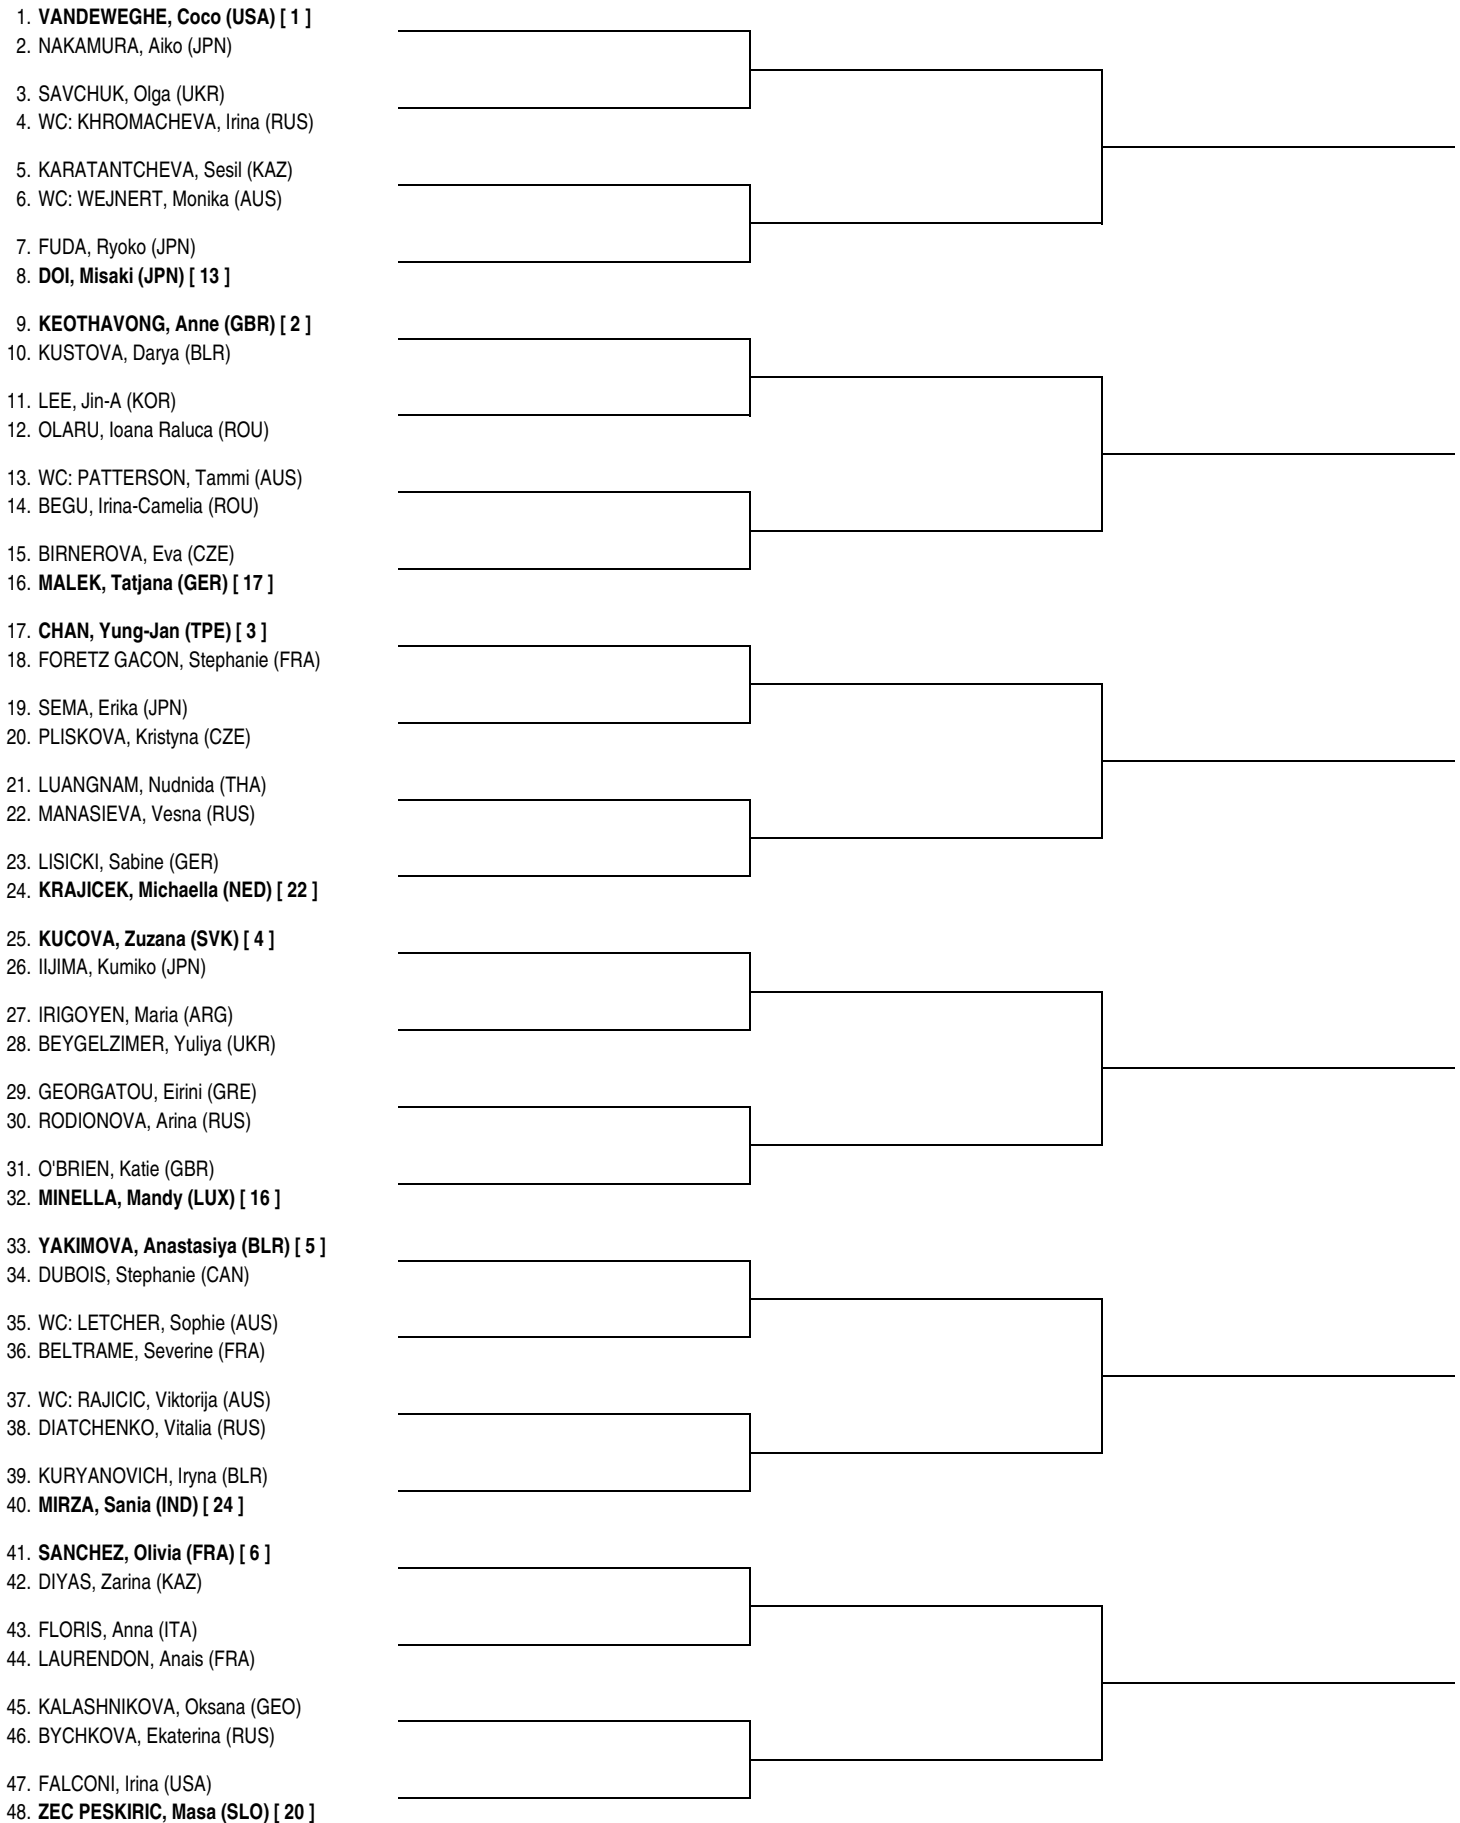 1. VANDEWEGHE, Coco (USA) [ 1 ]
2. NAKAMURA, Aiko (JPN)
3. SAVCHUK, Olga (UKR)
4. WC: KHROMACHEVA, Irina (RUS)
5. KARATANTCHEVA, Sesil (KAZ)
6. WC: WEJNERT, Monika (AUS)
7. FUDA, Ryoko (JPN)
8. DOI, Misaki (JPN) [ 13 ]
9. KEOTHAVONG, Anne (GBR) [ 2 ]
10. KUSTOVA, Darya (BLR)
11. LEE, Jin-A (KOR)
12. OLARU, Ioana Raluca (ROU)
13. WC: PATTERSON, Tammi (AUS)
14. BEGU, Irina-Camelia (ROU)
15. BIRNEROVA, Eva (CZE)
16. MALEK, Tatjana (GER) [ 17 ]
17. CHAN, Yung-Jan (TPE) [ 3 ]
18. FORETZ GACON, Stephanie (FRA)
19. SEMA, Erika (JPN)
20. PLISKOVA, Kristyna (CZE)
21. LUANGNAM, Nudnida (THA)
22. MANASIEVA, Vesna (RUS)
23. LISICKI, Sabine (GER)
24. KRAJICEK, Michaella (NED) [ 22 ]
25. KUCOVA, Zuzana (SVK) [ 4 ]
26. IIJIMA, Kumiko (JPN)
27. IRIGOYEN, Maria (ARG)
28. BEYGELZIMER, Yuliya (UKR)
29. GEORGATOU, Eirini (GRE)
30. RODIONOVA, Arina (RUS)
31. O'BRIEN, Katie (GBR)
32. MINELLA, Mandy (LUX) [ 16 ]
33. YAKIMOVA, Anastasiya (BLR) [ 5 ]
34. DUBOIS, Stephanie (CAN)
35. WC: LETCHER, Sophie (AUS)
36. BELTRAME, Severine (FRA)
37. WC: RAJICIC, Viktorija (AUS)
38. DIATCHENKO, Vitalia (RUS)
39. KURYANOVICH, Iryna (BLR)
40. MIRZA, Sania (IND) [ 24 ]
41. SANCHEZ, Olivia (FRA) [ 6 ]
42. DIYAS, Zarina (KAZ)
43. FLORIS, Anna (ITA)
44. LAURENDON, Anais (FRA)
45. KALASHNIKOVA, Oksana (GEO)
46. BYCHKOVA, Ekaterina (RUS)
47. FALCONI, Irina (USA)
48. ZEC PESKIRIC, Masa (SLO) [ 20 ]